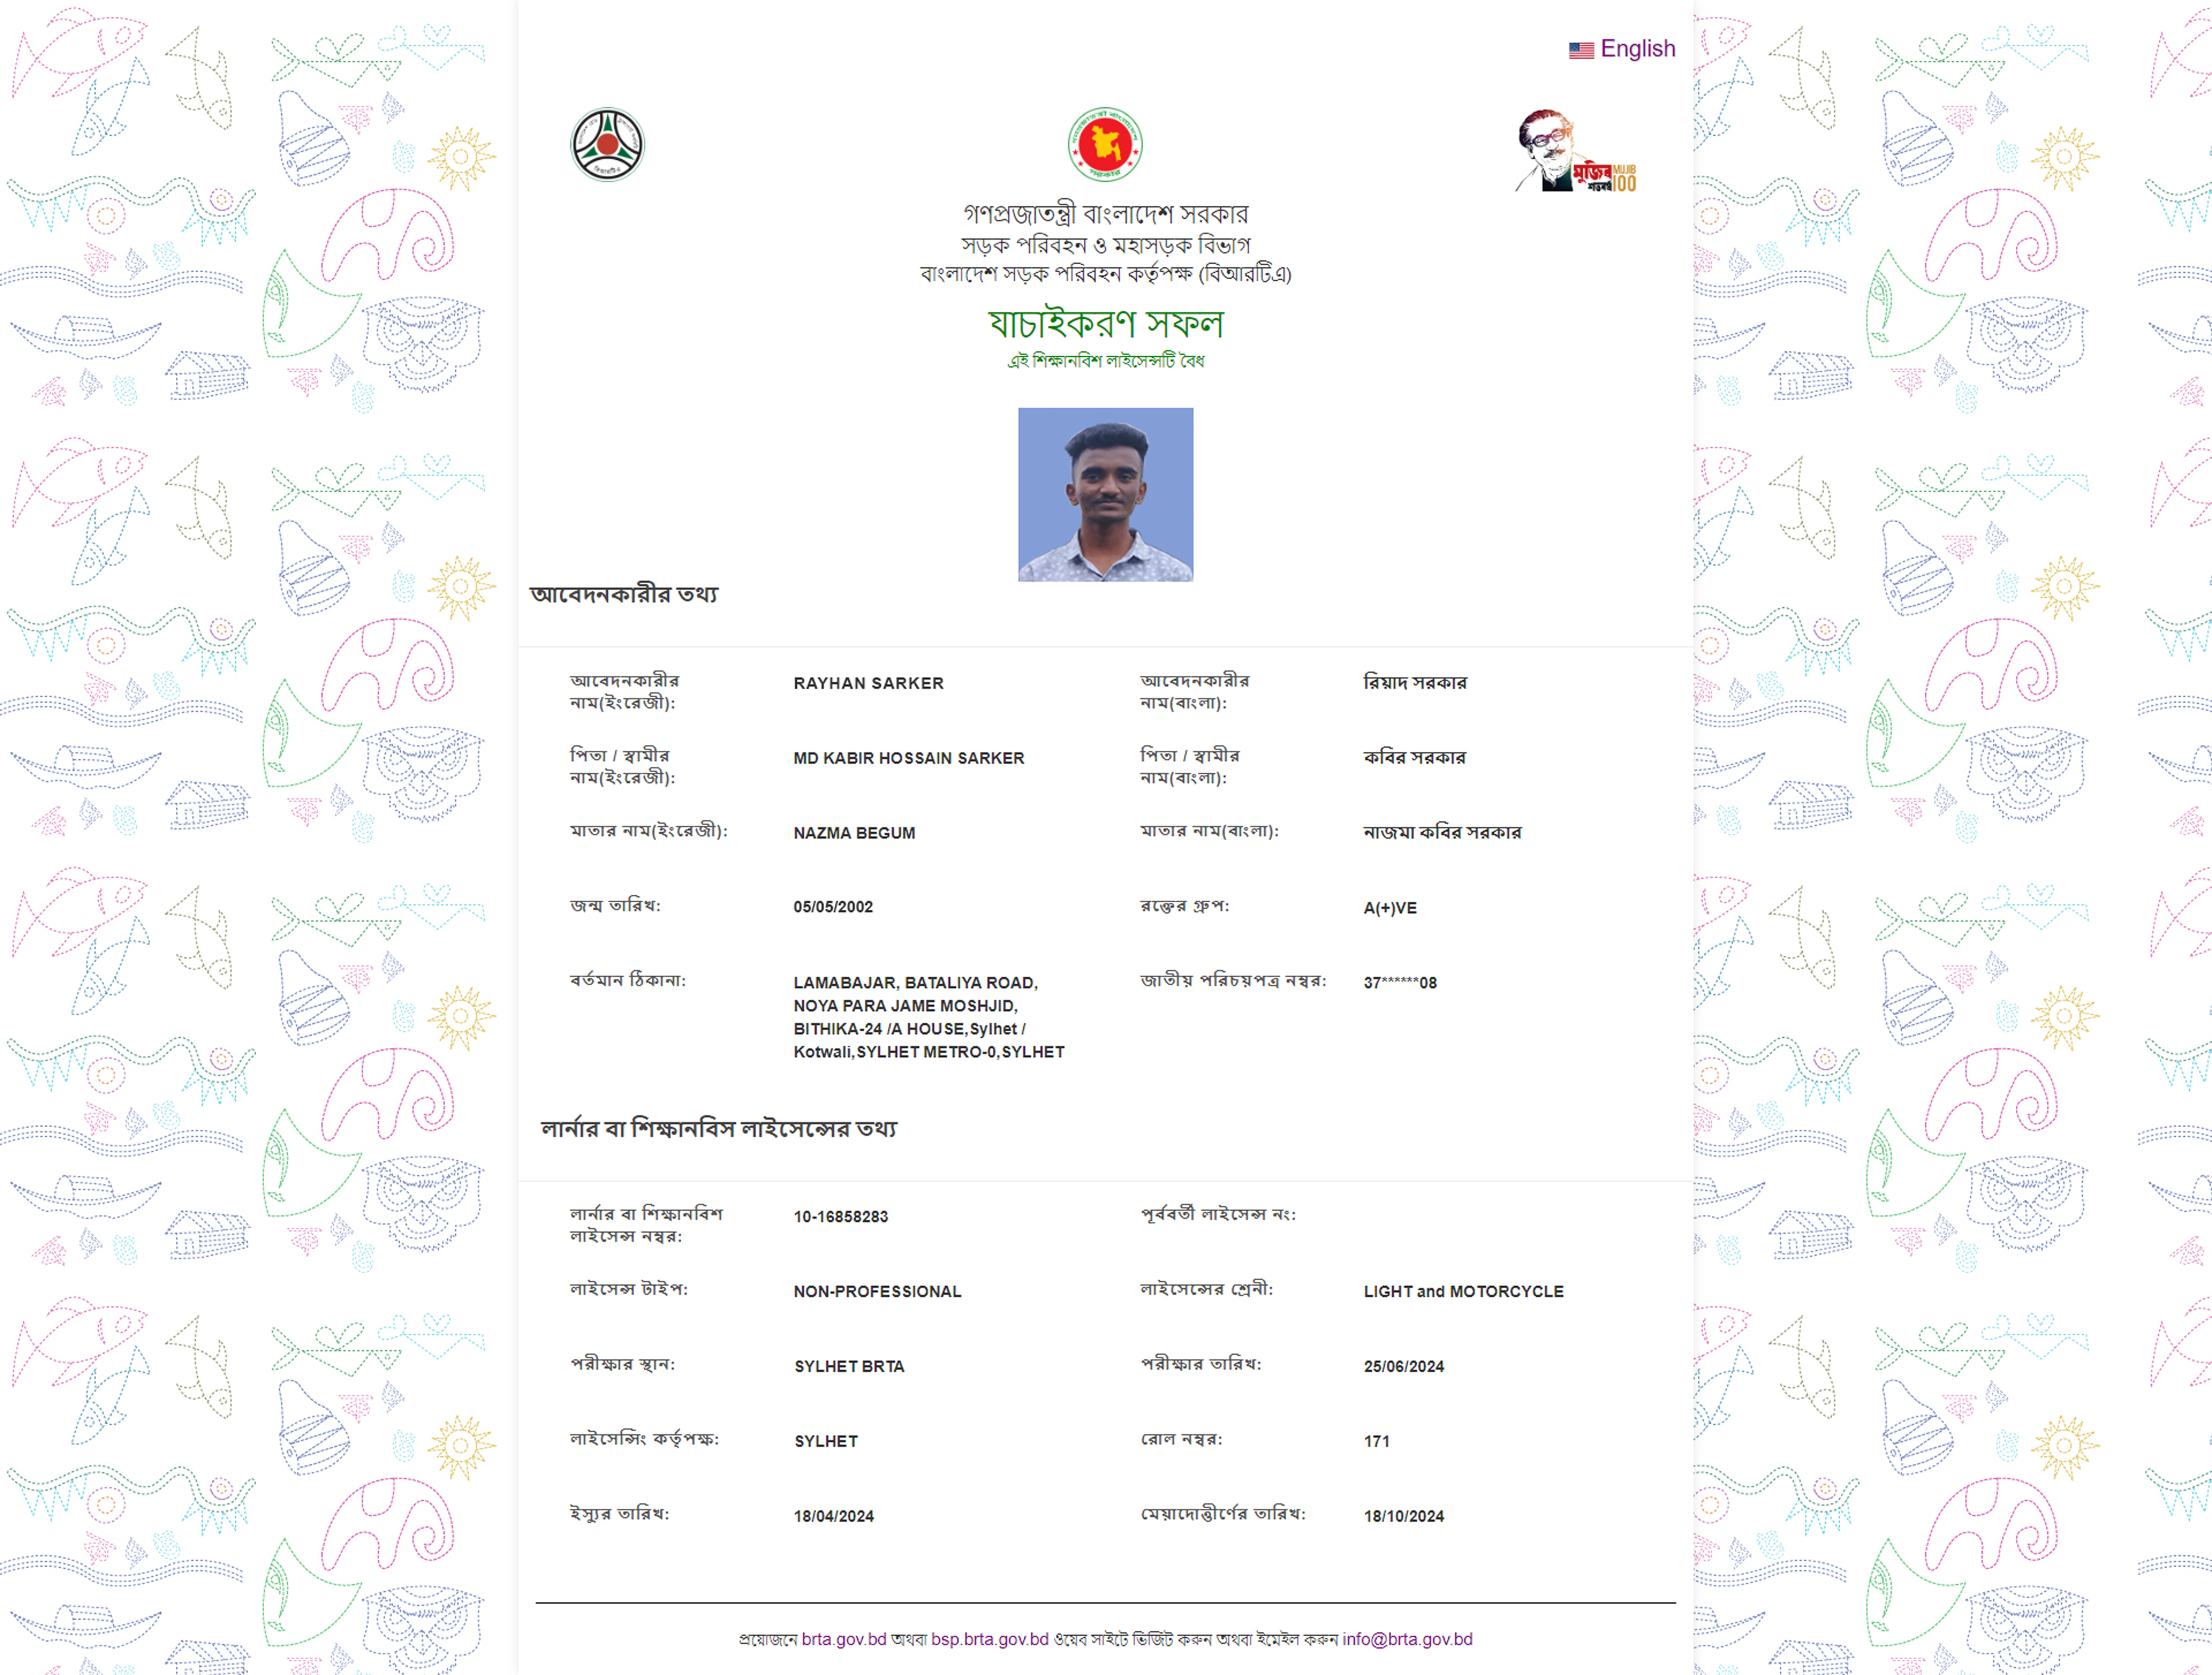 English
মুজিব MUJIB
শতবর্ষ 100
গণপ্রজাতন্ত্রী বাংলাদেশ সরকার
সড়ক পরিবহন ও মহাসড়ক বিভাগ
বাংলাদেশ সড়ক পরিবহন কর্তৃপক্ষ (বিআরটিএ)
যাচাইকরণ সফল
এই শিক্ষানবিশ লাইসেন্সটি বৈধ
আবেদনকারীর তথ্য
আবেদনকারীর
নাম(ইংরেজী):
RAYHAN SARKER
আবেদনকারীর
নাম(বাংলা):
রিয়াদ সরকার
পিতা / স্বামীর
নাম(ইংরেজী):
MD KABIR HOSSAIN SARKER
পিতা / স্বামীর
নাম(বাংলা):
কবির সরকার
মাতার নাম(ইংরেজী):
NAZMA BEGUM
মাতার নাম(বাংলা):
নাজমা কবির সরকার
জন্ম তারিখ:
05/05/2002
রক্তের গ্রুপ:
A(+)VE
বর্তমান ঠিকানা:
LAMABAJAR, BATALIYA ROAD,
NOYA PARA JAME MOSHJID,
BITHIKA-24 /A HOUSE,Sylhet /
Kotwali,SYLHET METRO-0,SYLHET
জাতীয় পরিচয়পত্র নম্বর:
37******08
লার্নার বা শিক্ষানবিস লাইসেন্সের তথ্য
লার্নার বা শিক্ষানবিশ
লাইসেন্স নম্বর:
10-16858283
পূর্ববর্তী লাইসেন্স নং:
লাইসেন্স টাইপ:
NON-PROFESSIONAL
লাইসেন্সের শ্রেনী:
LIGHT and MOTORCYCLE
পরীক্ষার স্থান:
SYLHET BRTA
পরীক্ষার তারিখ:
25/06/2024
লাইসেন্সিং কর্তৃপক্ষ:
SYLHET
রোল নম্বর:
171
ইস্যুর তারিখ:
18/04/2024
মেয়াদোত্তীর্ণের তারিখ:
18/10/2024
প্রয়োজনে brta.gov.bd অথবা bsp.brta.gov.bd ওয়েব সাইটে ভিজিট করুন অথবা ইমেইল করুন info@brta.gov.bd